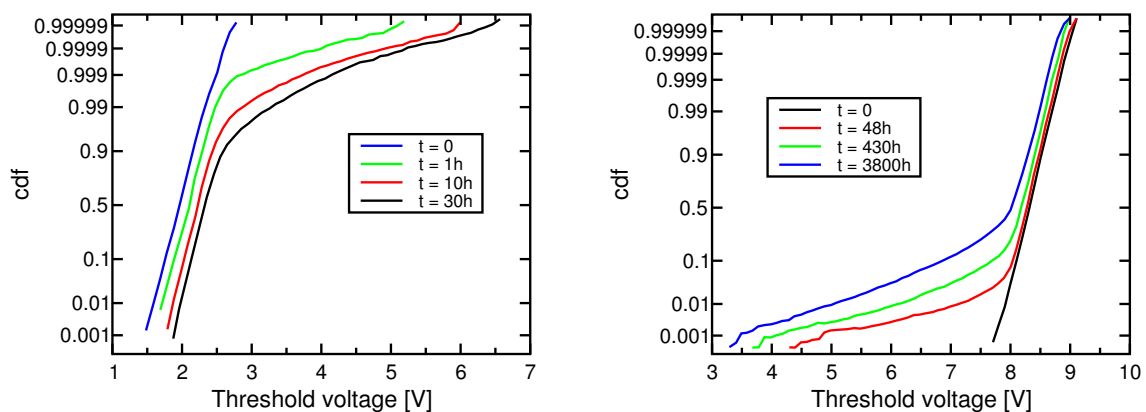 0.99999
0.9999
0.999
0.99
0.9
0.5
0.1
0.01
0.001
cdf
t = 0
t = 1h
t = 10h
t = 30h
1 2 3 4 5 6 7
Threshold voltage [V]
0.99999
0.9999
0.999
0.99
0.9
0.5
0.1
0.01
0.001
cdf
t = 0
t = 48h
t = 430h
t = 3800h
3 4 5 6 7 8 9 10
Threshold voltage [V]